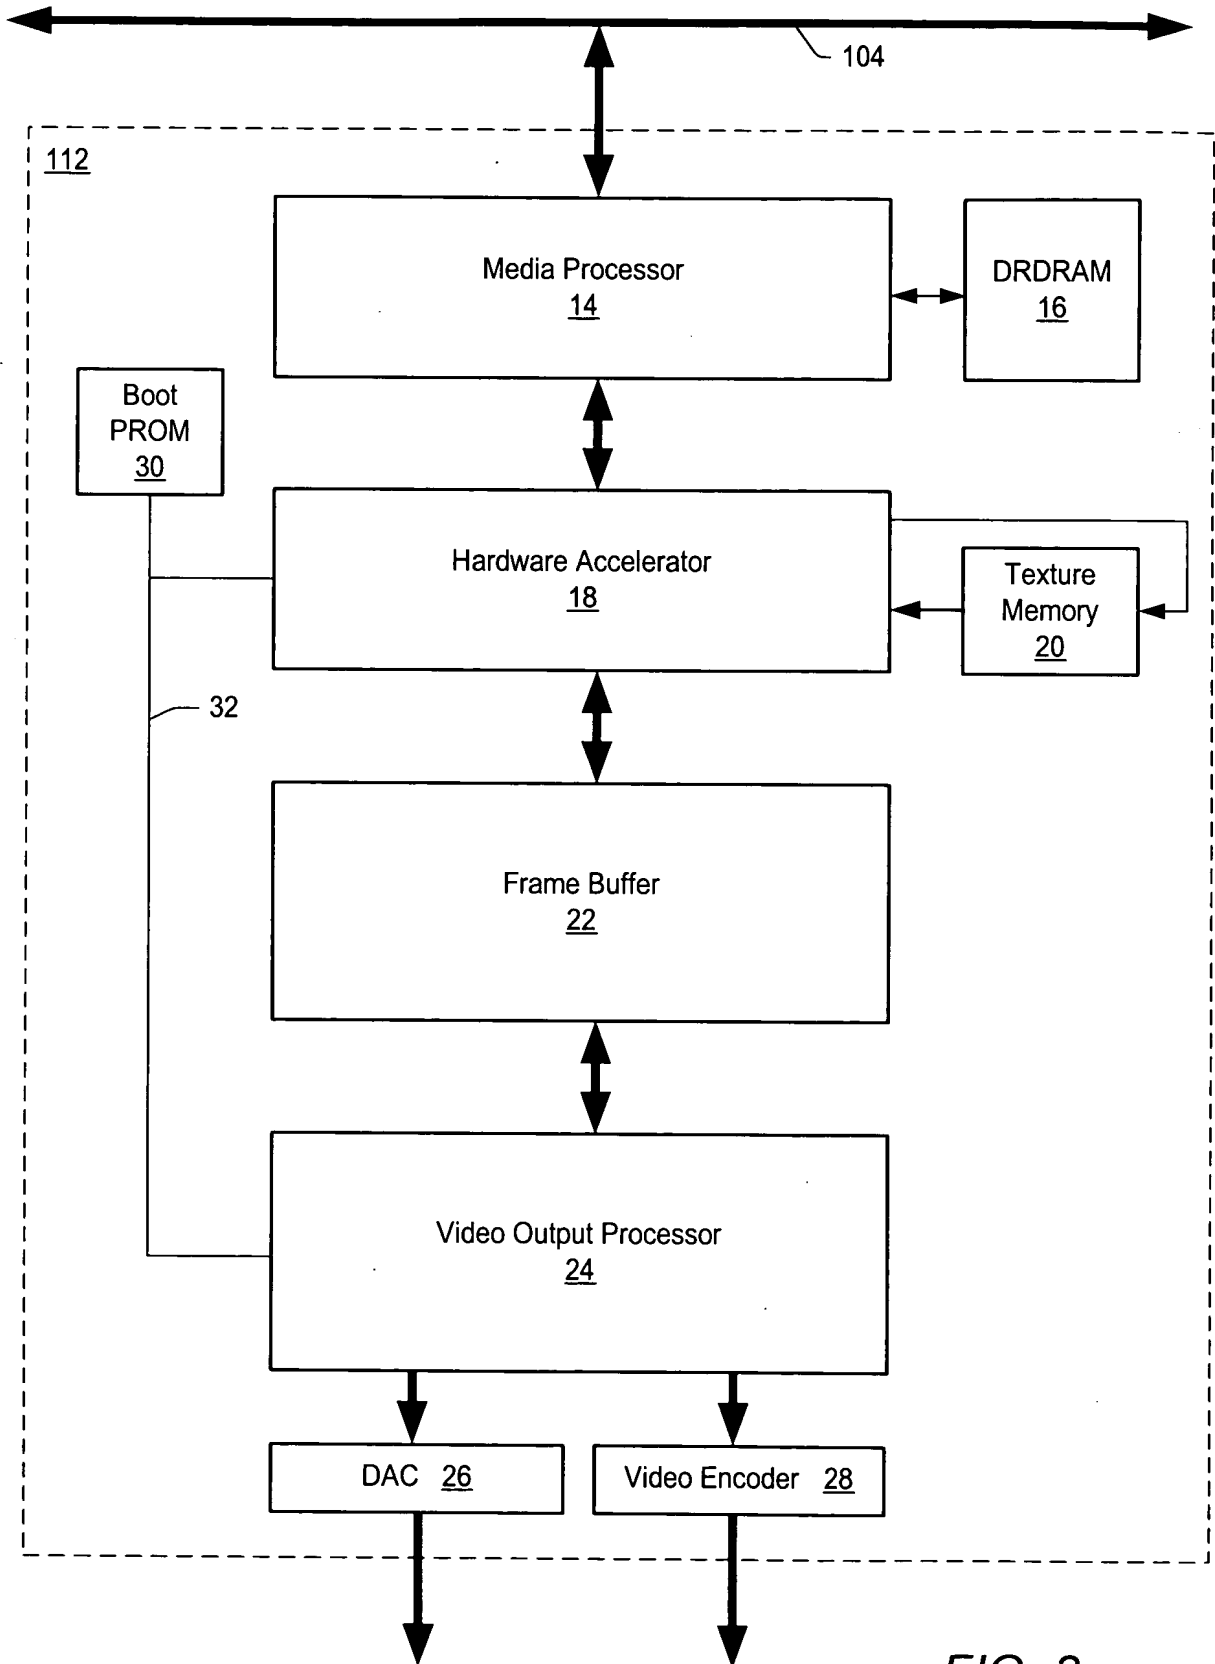 104
112
Media Processor
14
DRDRAM
16
Boot
PROM
30
Hardware Accelerator
18
Texture
Memory
20
32
Frame Buffer
22
Video Output Processor
24
DAC 26
Video Encoder 28
FIG.